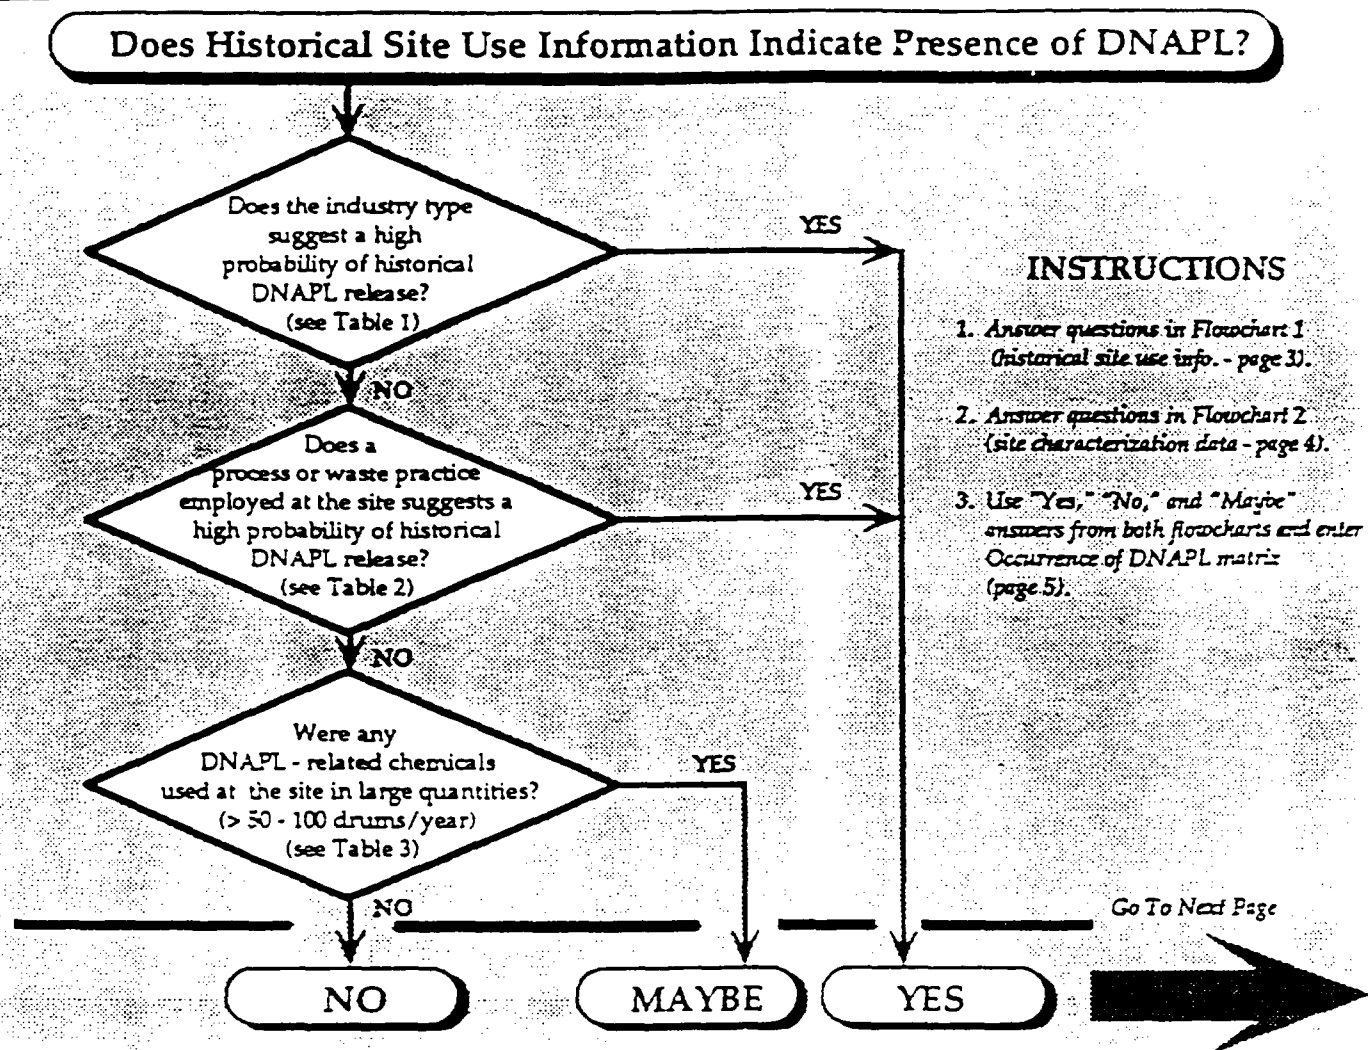 Does Historical Site Use Information Indicate Presence of DNAPL?
Does the industry type
suggest a high
probability of historical
DNAPL release?
(see Table 1)
YES
NO
Does a
process or waste practice
employed at the site suggests a
high probability of historical
DNAPL release?
(see Table 2)
YES
NO
Were any
DNAPL - related chemicals
used at the site in large quantities?
(> 50 - 100 drums/year)
(see Table 3)
YES
NO
INSTRUCTIONS
1. Answer questions in Flowchart 1
(historical site use info. - page 3).
2. Answer questions in Flowchart 2
(site characterization data - page 4).
3. Use "Yes," "No," and "Maybe"
answers from both flowcharts and enter
Occurrence of DNAPL matrix
(page 5).
Go To Next Page
NO
MAYBE
YES